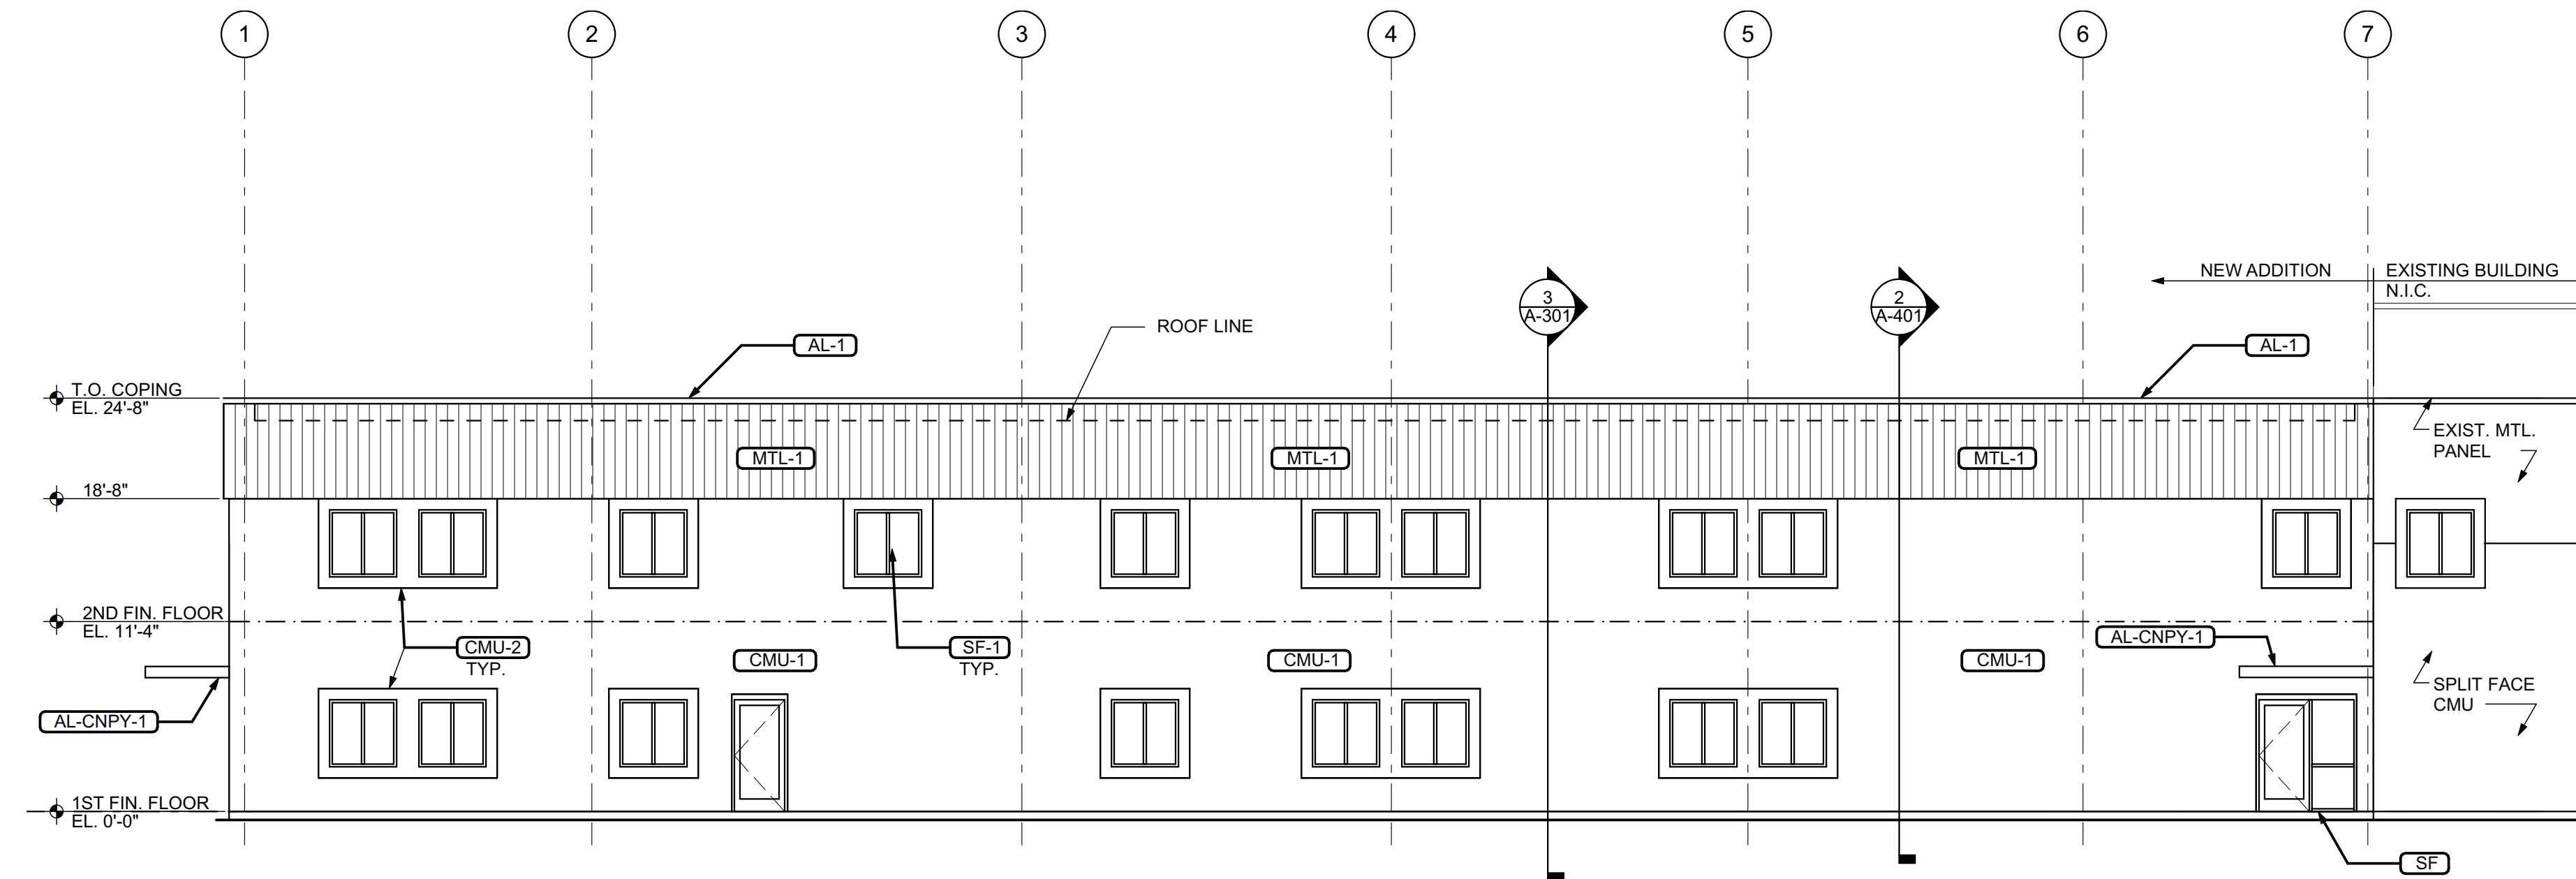 1
2
3
4
5
6
7
NEW ADDITION
EXISTING BUILDING
N.I.C.
3
A-301
2
A-401
ROOF LINE
AL-1
AL-1
T.O. COPING
EL. 24'-8"
EXIST. MTL.
PANEL
MTL-1
MTL-1
MTL-1
18'-8"
2ND FIN. FLOOR
EL. 11'-4"
CMU-2
TYP.
SF-1
TYP.
CMU-1
CMU-1
CMU-1
AL-CNPY-1
SPLIT FACE
CMU
AL-CNPY-1
1ST FIN. FLOOR
EL. 0'-0"
SF